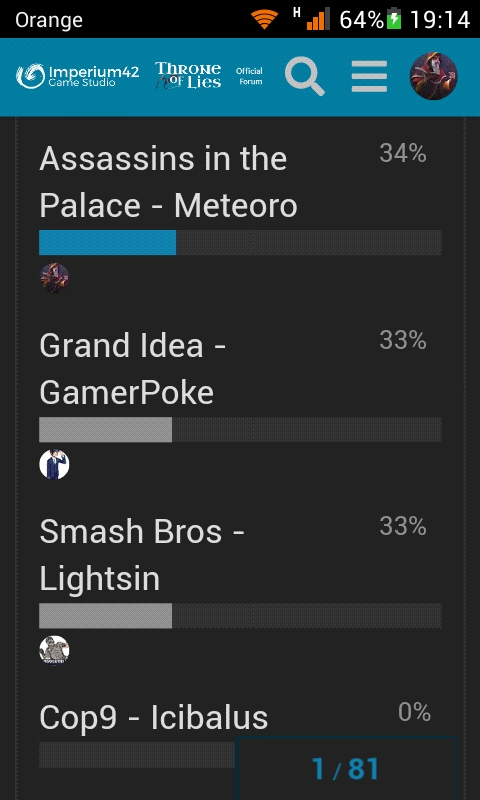 Orange H 64% 19:14
Imperium42 Game Studio
THRONE OF LIES
Official Forum
Assassins in the 34%
Palace - Meteoro
Grand Idea - 33%
GamerPoke
Smash Bros - 33%
Lightsin
Cop9 - Icibalus 0%
1 / 81